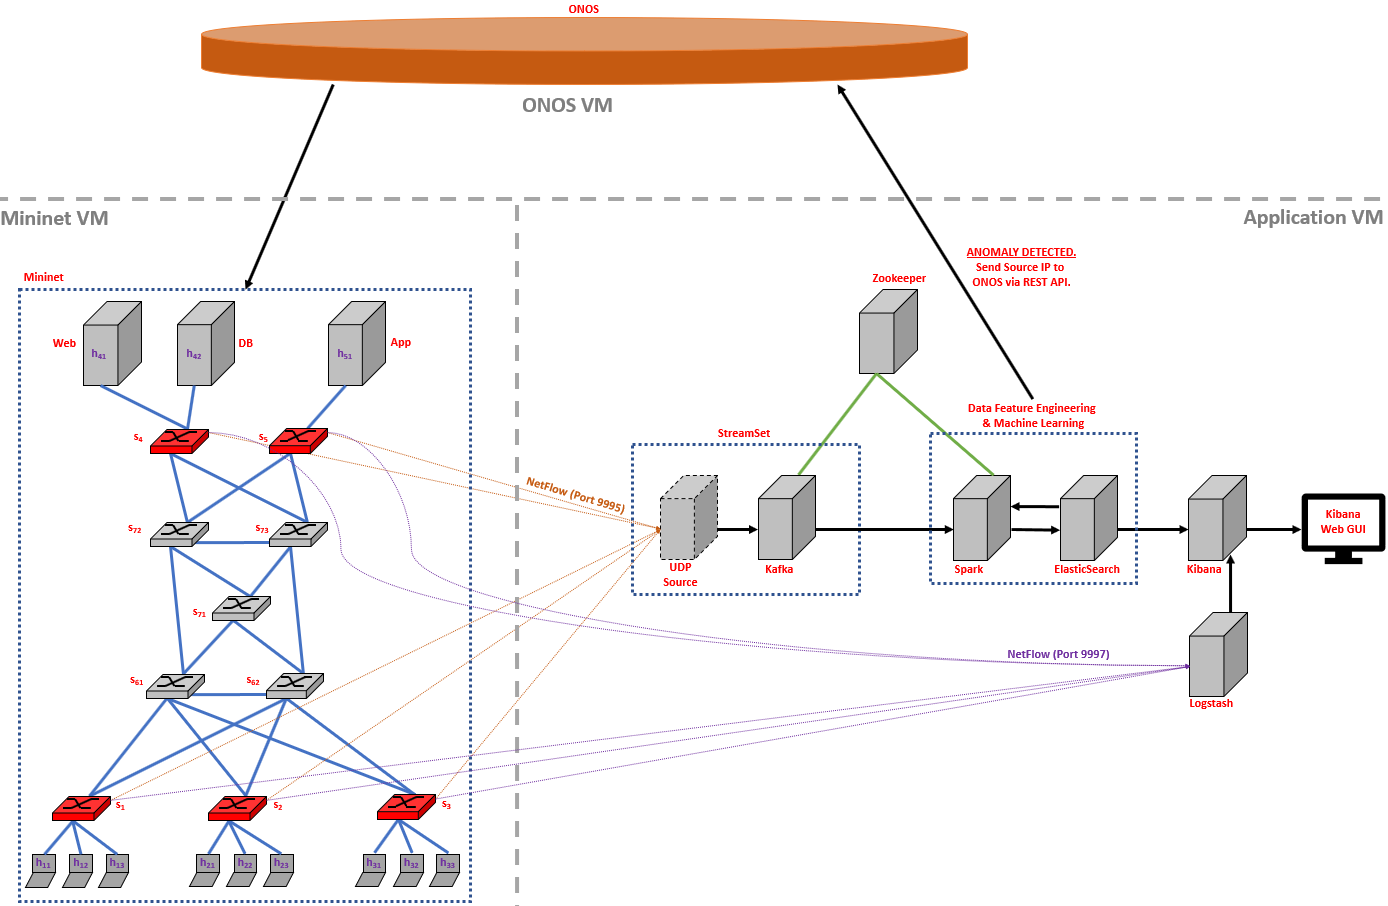 ONOS
ONOS VM
Mininet VM
Application VM
ANOMALY DETECTED.
Send Source IP to
ONOS via REST API.
Mininet
Zookeeper
Web
h41
h42
DB
h51
App
Data Feature Engineering
& Machine Learning
StreamSet
s4
s5
NetFlow (Port 9995)
s72
s73
UDP
Source
Kafka
Spark
ElasticSearch
Kibana
Kibana
Web GUI
s71
NetFlow (Port 9997)
s61
s62
Logstash
s1
s2
s3
h11
h12
h13
h21
h22
h23
h31
h32
h33